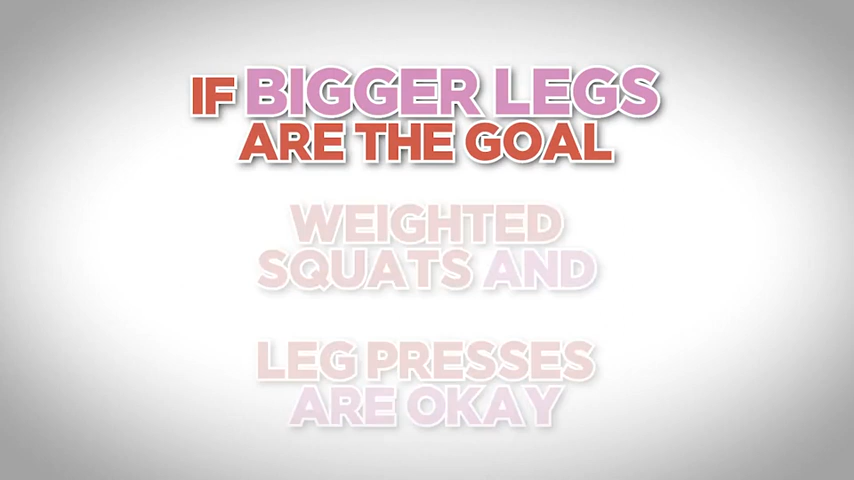 IF BIGGER LEGS
ARE THE GOAL
WEIGHTED
SQUATS AND
LEG PRESSES
ARE OKAY